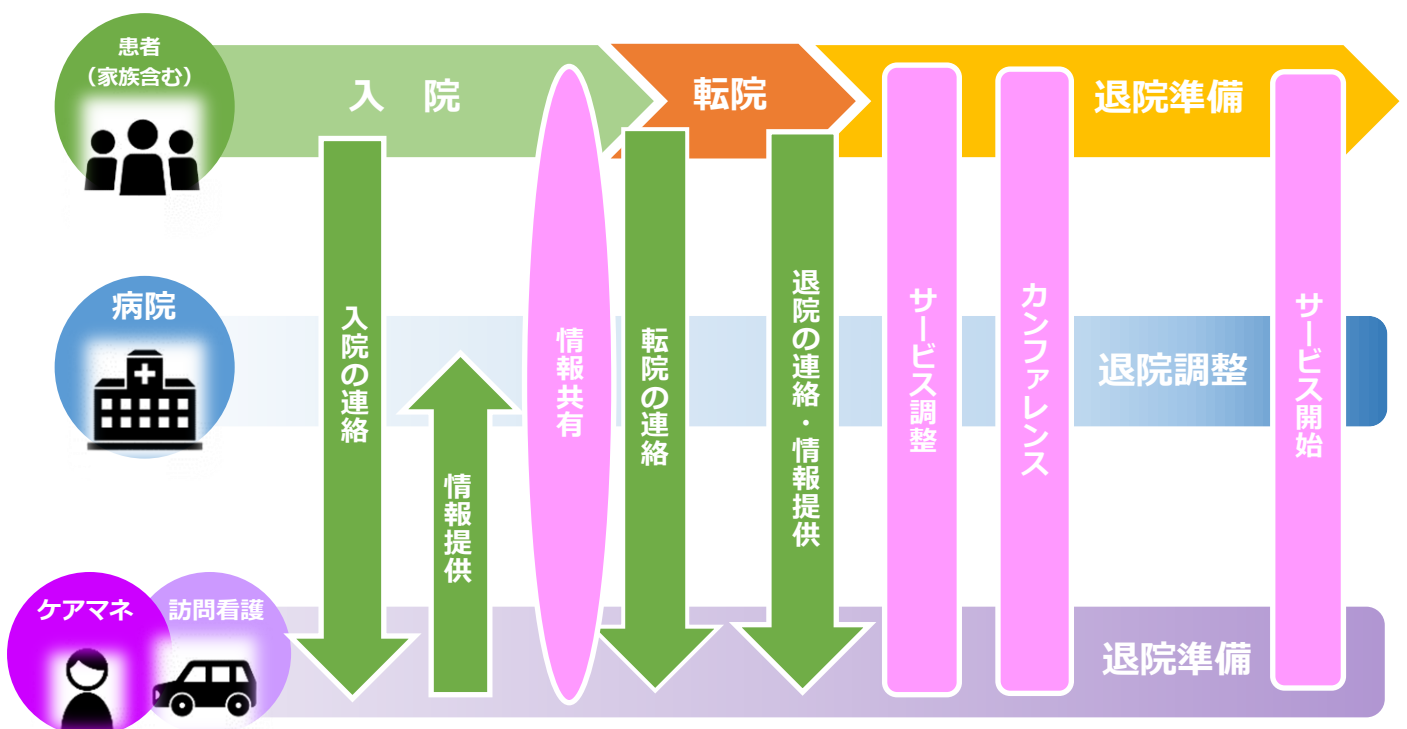 患者
（家族含む）
入　院
転院
退院準備
病院
退院調整
ケアマネ
訪問看護
退院準備
入院の連絡
情報提供
情報共有
転院の連絡
退院の連絡・情報提供
サービス調整
カンファレンス
サービス開始